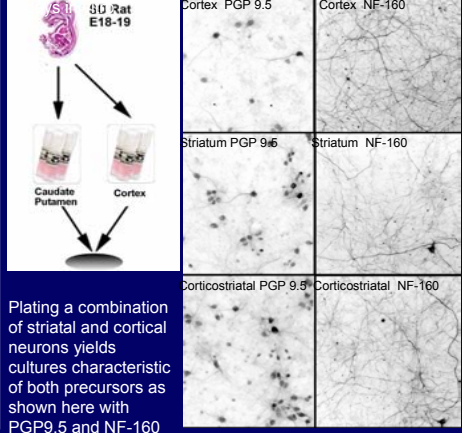 SD Rat
E18-19
Caudate
Putamen
Cortex
Plating a combination
of striatal and cortical
neurons yields
cultures characteristic
of both precursors as
shown here with
PGP9.5 and NF-160
Cortex PGP 9.5
Cortex NF-160
Striatum PGP 9.5
Striatum NF-160
Corticostriatal PGP 9.5
Corticostriatal NF-160